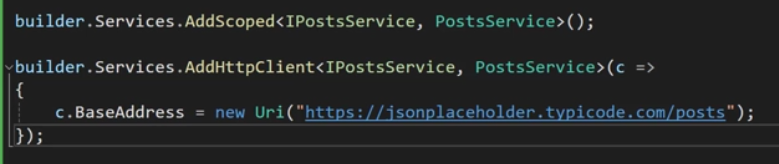 builder.Services.AddScoped<IPostsService, PostsService>();
builder.Services.AddHttpClient<IPostsService, PostsService>(c =>
{
    c.BaseAddress = new Uri("https://jsonplaceholder.typicode.com/posts");
});